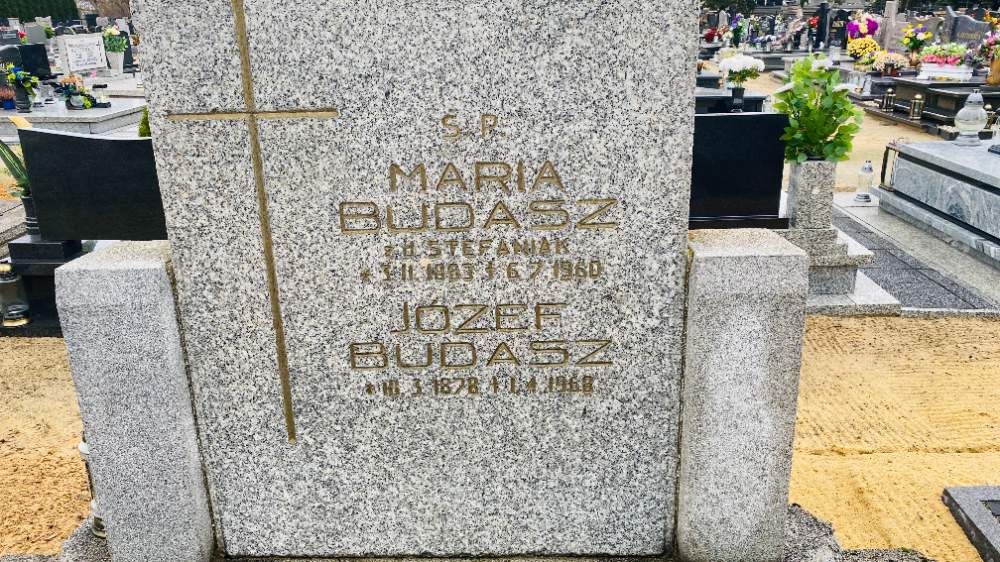 Ś. P.
MARIA
BUDASZ
z d. STEFANIAK
* 3.11.1883 † 6.7.1960
JÓZEF
BUDASZ
* 10.3.1878 † 1.4.1968